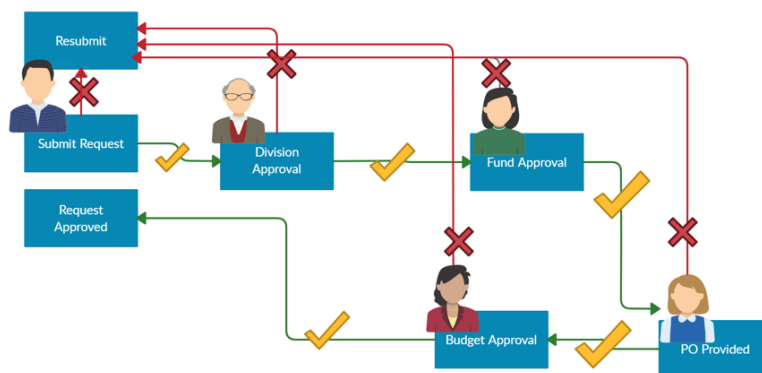 Resubmit
Submit Request
Division
Approval
Fund Approval
Request
Approved
Budget Approval
PO Provided